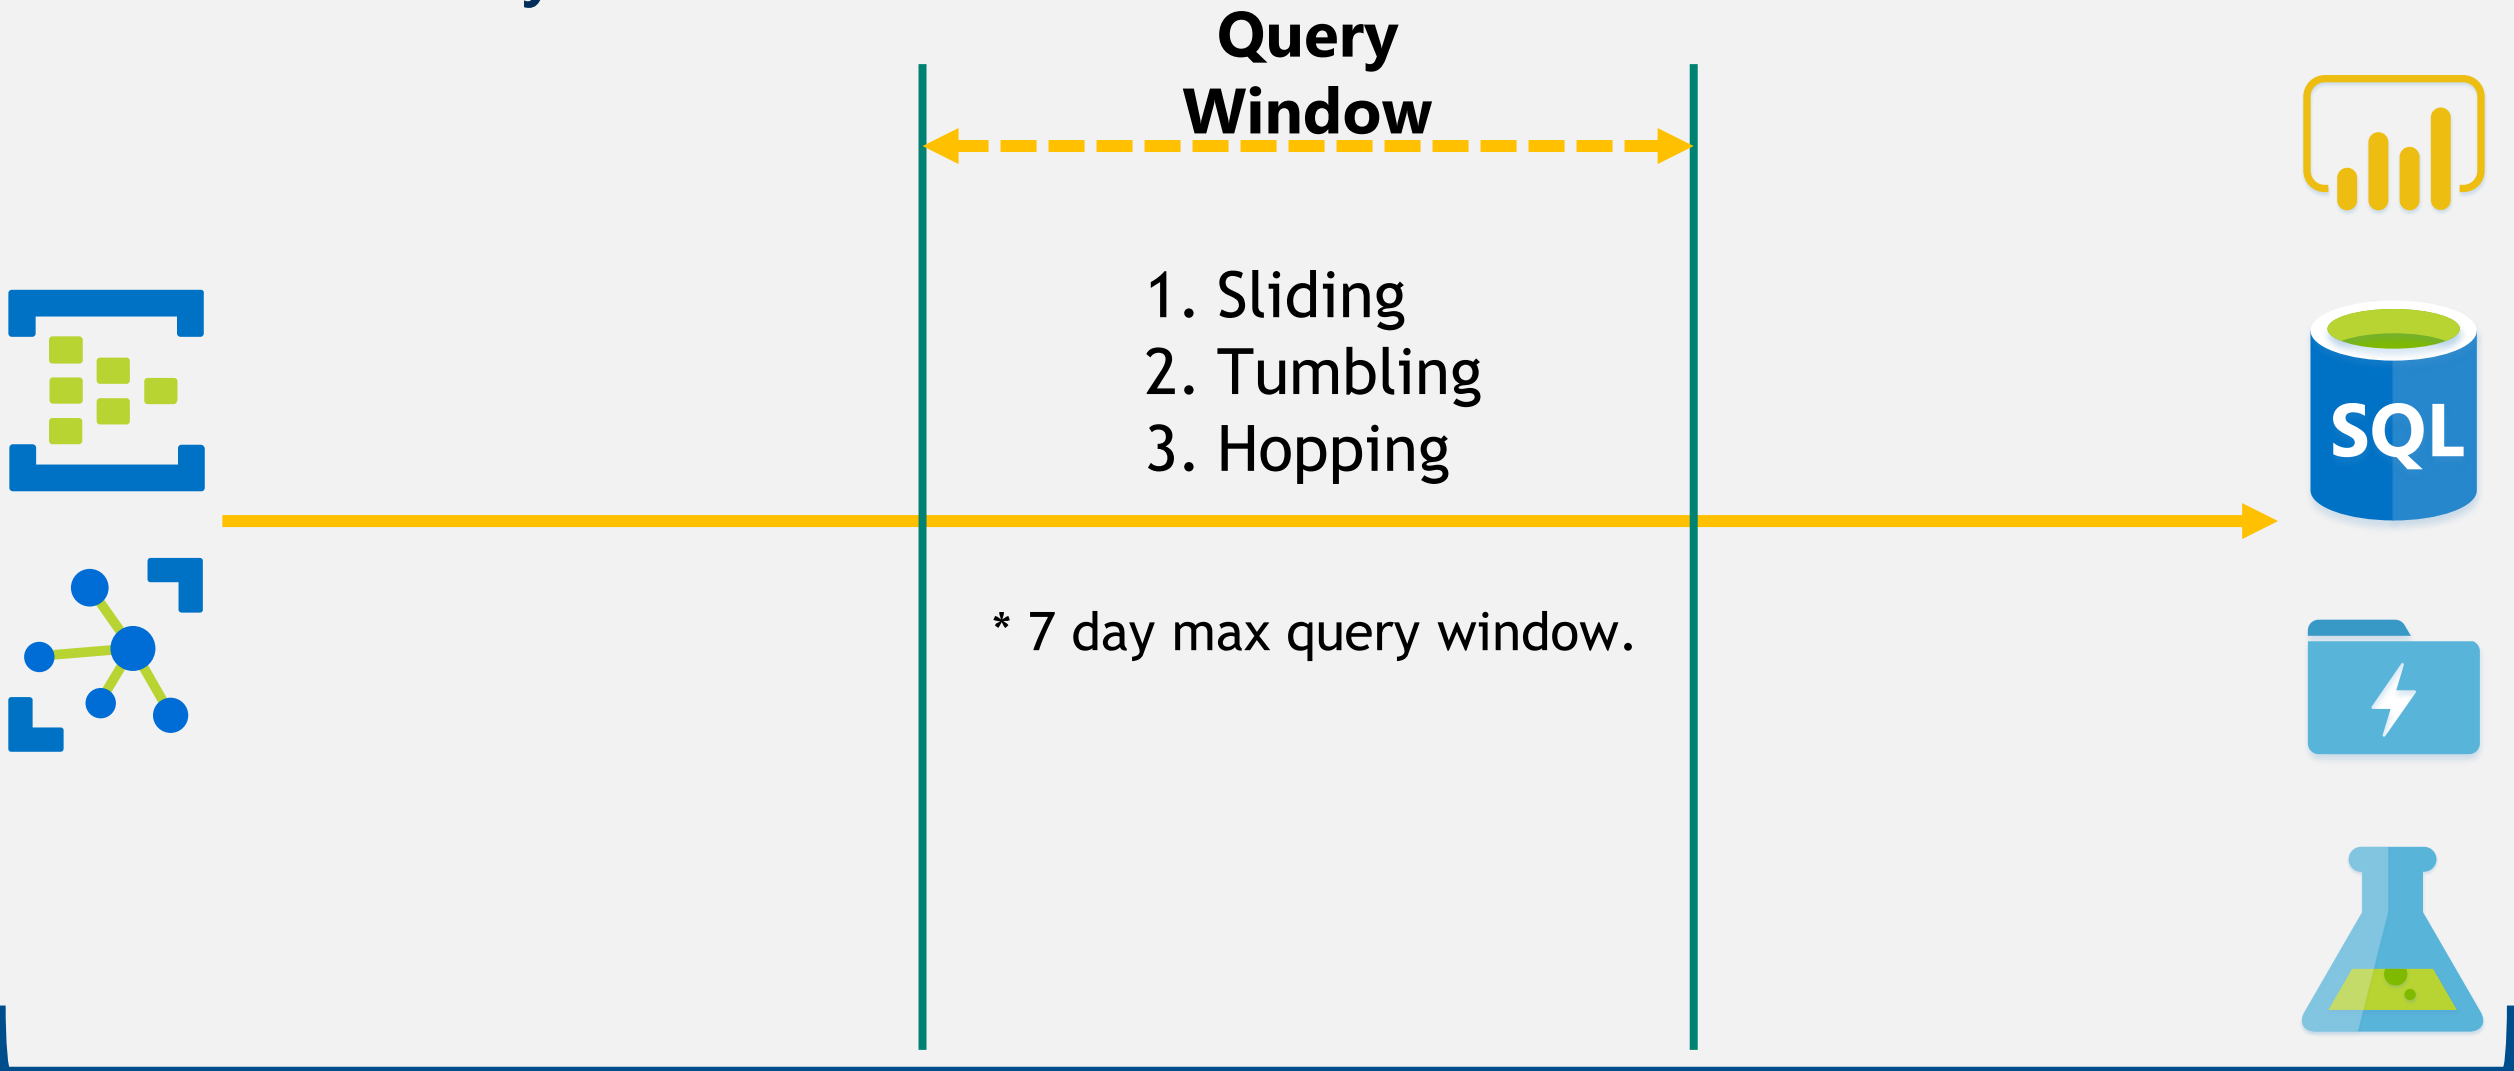 Query
Window
1. Sliding
2. Tumbling
3. Hopping
SQL
* 7 day max query window.